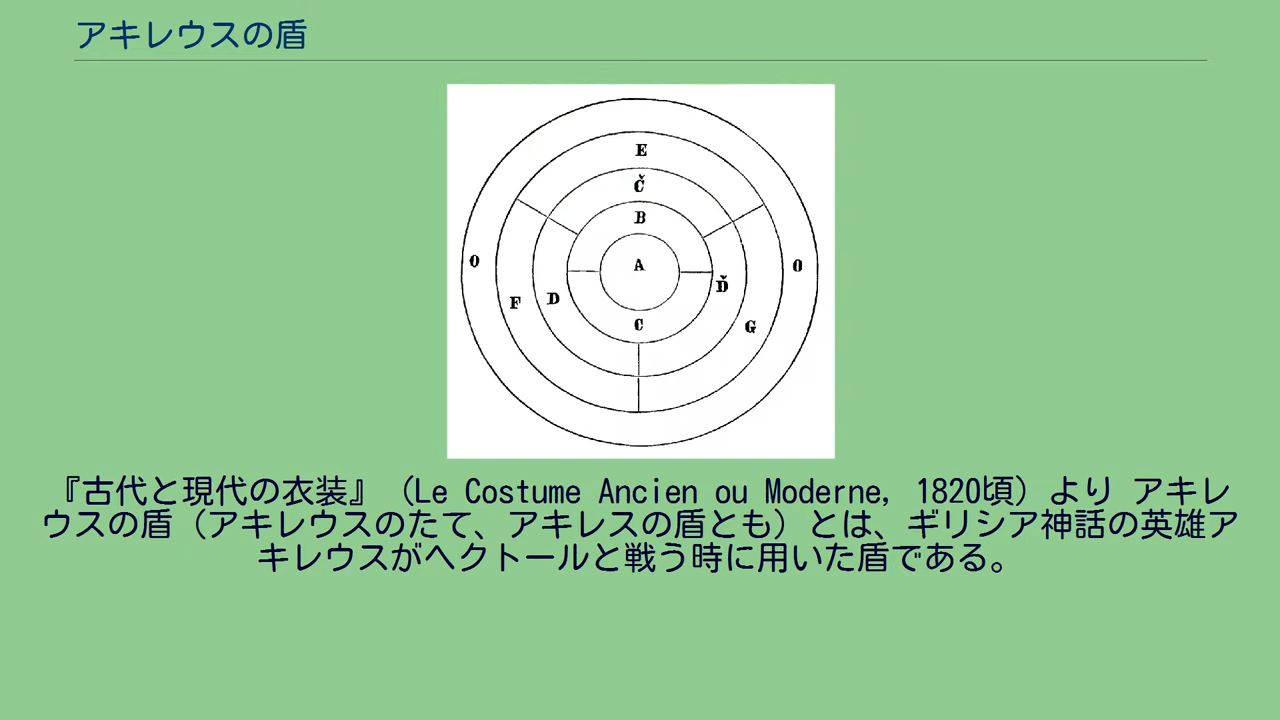 アキレウスの盾
E
Č
B
A
O
O
F
D
Ď
G
C
『古代と現代の衣装』（Le Costume Ancien ou Moderne, 1820頃）より アキレ
ウスの盾（アキレウスのたて、アキレスの盾とも）とは、ギリシア神話の英雄ア
キレウスがヘクトールと戦う時に用いた盾である。